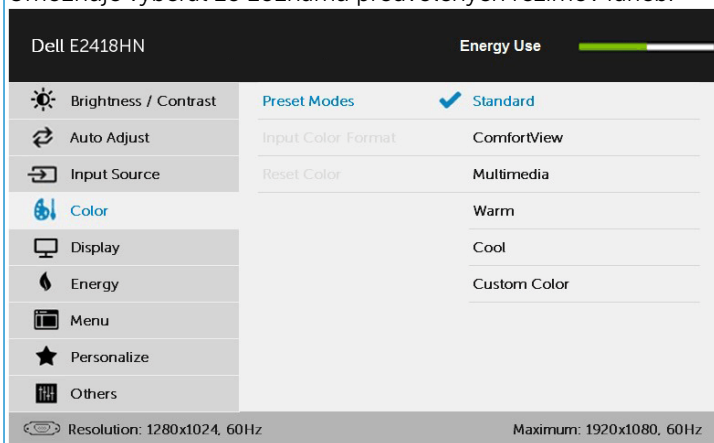 Dell E2418HN Energy Use
Brightness / Contrast Preset Modes Standard
Auto Adjust Input Color Format ComfortView
Input Source Reset Color Multimedia
Color Warm
Display Cool
Energy Custom Color
Menu
Personalize
Others
Resolution: 1280x1024, 60Hz Maximum: 1920x1080, 60Hz